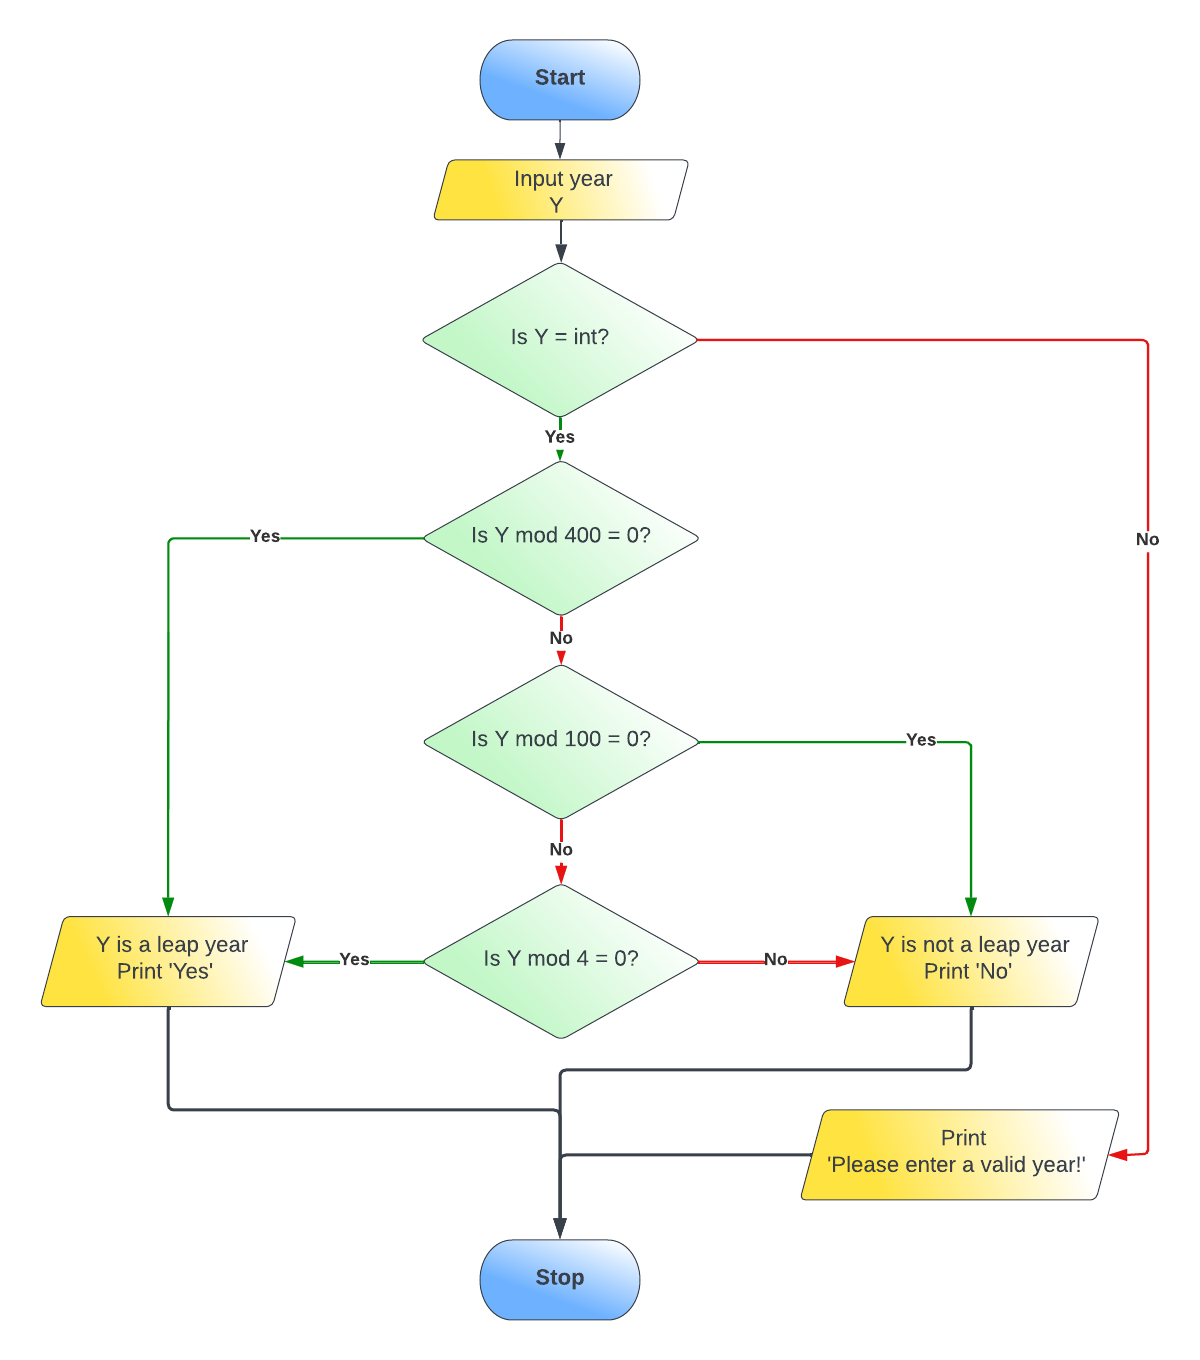 Start
Input year
Y
Is Y = int?
Yes
Is Y mod 400 = 0?
Yes
No
No
Is Y mod 100 = 0?
Yes
No
Y is a leap year
Print 'Yes'
Yes
Is Y mod 4 = 0?
No
Y is not a leap year
Print 'No'
Print
'Please enter a valid year!'
Stop